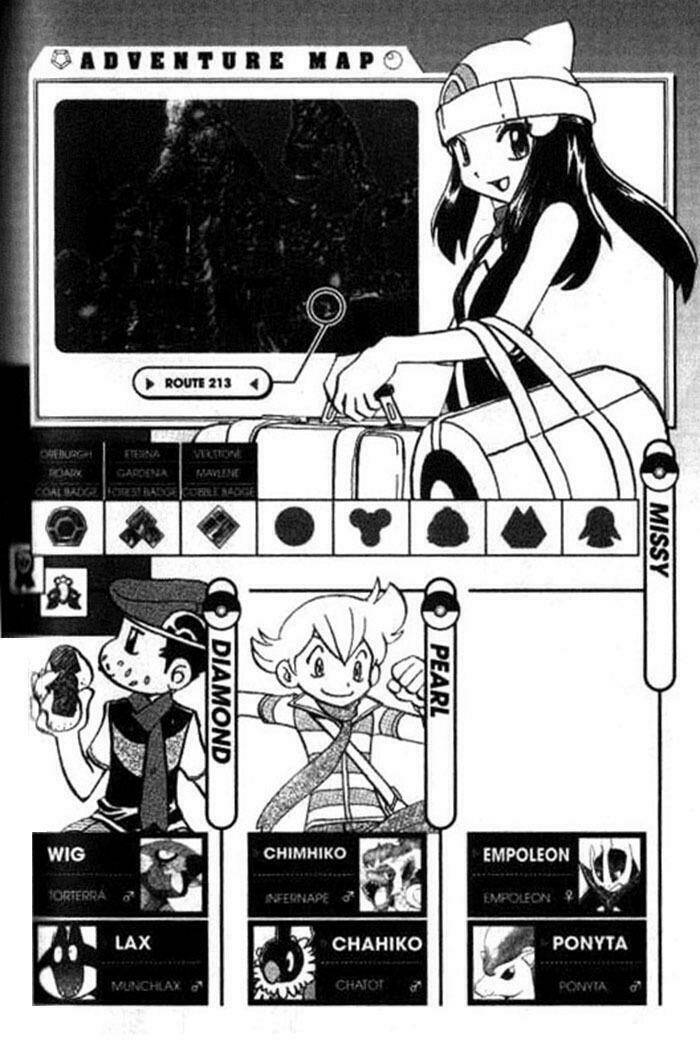 ADVENTURE MAP
ROUTE 213
OREBURGH
ROARK
COAL BADGE
ETERNA
GARDENIA
FOREST BADGE
VEILSTONE
MAYLENE
COBBLE BADGE
MISSY
DIAMOND
PEARL
WIG
TORTERRA ♂
LAX
MUNCHLAX ♂
CHIMHIKO
INFERNAPE ♂
CHAHIKO
CHATOT ♂
EMPOLEON
EMPOLEON ♀
PONYTA
PONYTA ♂